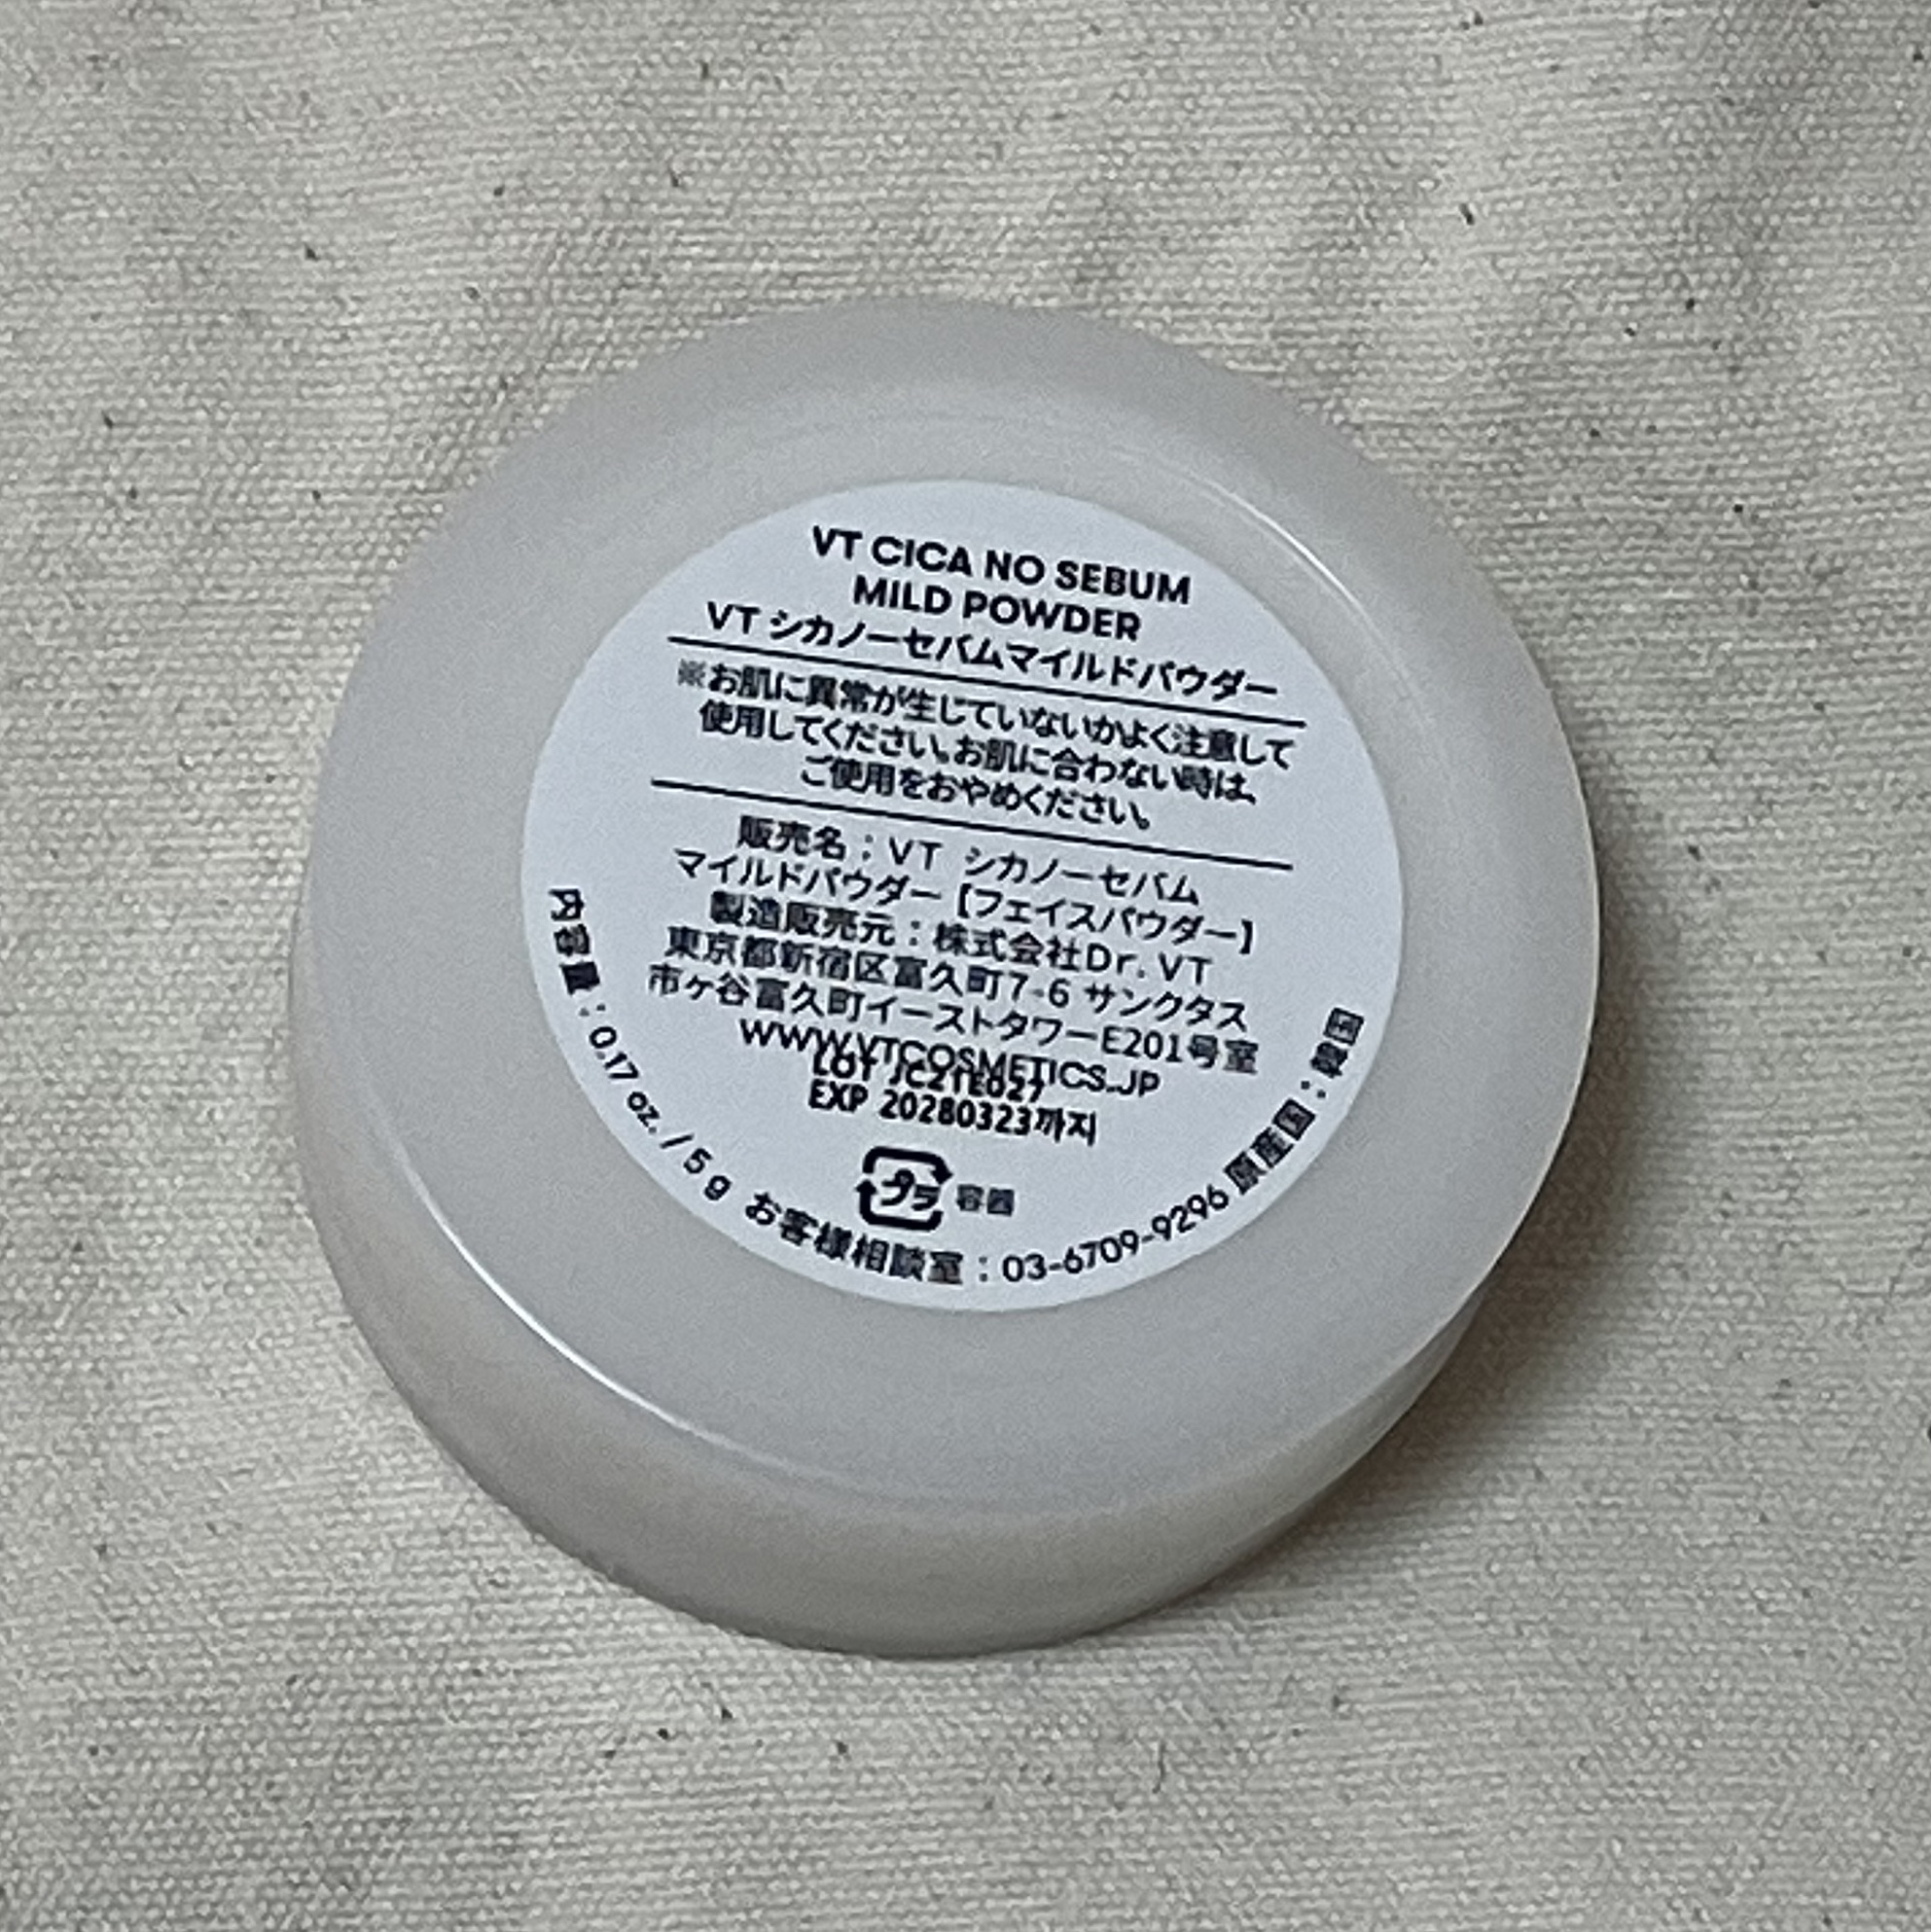 VT CICA NO SEBUM
MILD POWDER
VT シカノーセバムマイルドパウダー
※お肌に異常が生じていないかよく注意して
使用してください。お肌に合わない時は、
ご使用をおやめください。
販売名：VT シカノーセバム
マイルドパウダー【フェイスパウダー】
製造販売元：株式会社Dr.VT
東京都新宿区富久町7-6 サンクタス
市ヶ谷富久町イーストタワーE201号室
WWW.VTCOSMETICS.JP
LOT
EXP 20280323까지
プラ 容器
内容量：0.17 oz. / 5 g お客様相談室：03-6709-9296 原産国：韓国